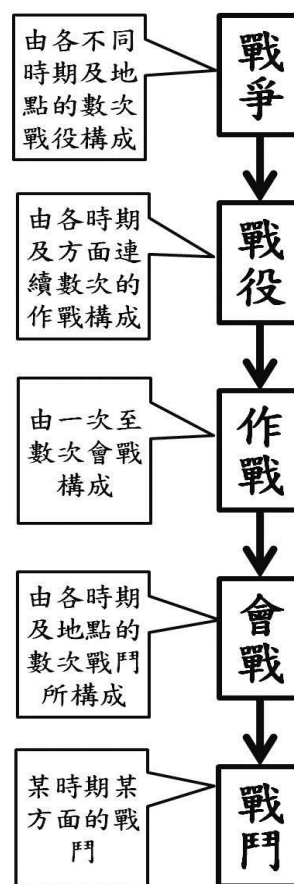 由各不同
時期及地
點的數次
戰役構成
戰
爭
由各時期
及方面連
續數次的
作戰構成
戰
役
由一次至
數次會戰
構成
作
戰
由各時期
及地點的
數次戰鬥
所構成
會
戰
某時期某
方面的戰
鬥
戰
鬥